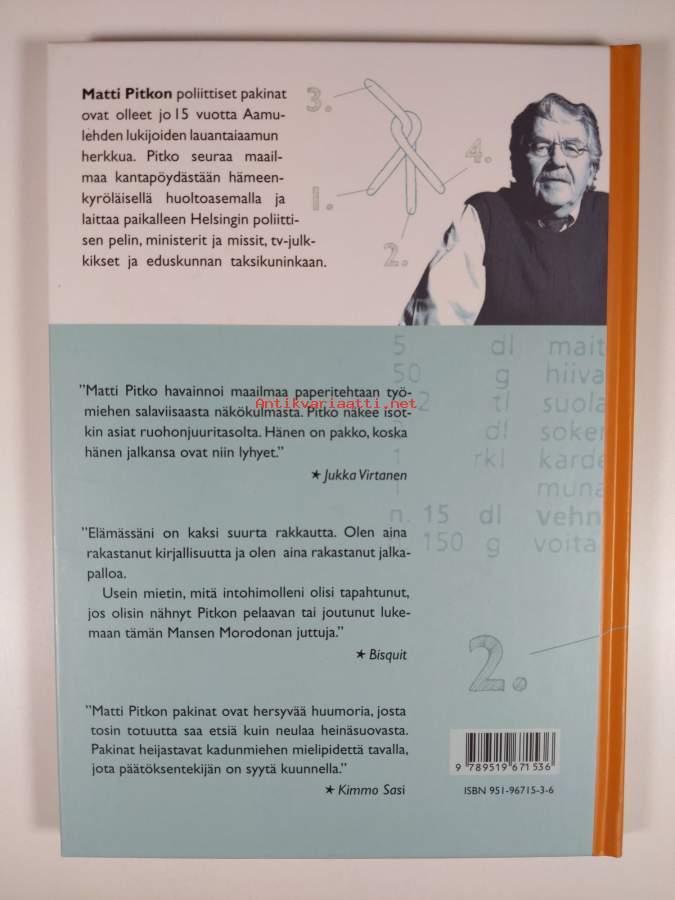 Matti Pitkon poliittiset pakinat
ovat olleet jo 15 vuotta Aamu-
lehden lukijoiden lauantaiaamun
herkkua. Pitko seuraa maail-
maa kantapöydästään hämeen-
kyröläisellä huoltoasemalla ja
laittaa paikalleen Helsingin poliitti-
sen pelin, ministerit ja missit, tv-julk-
kikset ja eduskunnan taksikuninkaan.
3.
4.
1.
2.
5 dl mait
50 g hiiva
2 tl suola
dl soker
1 rkl karde
1 muna
n. 15 dl vehn
150 g voita
"Matti Pitko havainnoi maailmaa paperitehtaan työ-
miehen salaviisaasta näkökulmasta. Pitko näkee isot-
kin asiat ruohonjuuritasolta. Hänen on pakko, koska
hänen jalkansa ovat niin lyhyet."
★ Jukka Virtanen
Antikvariaatti.net
"Elämässäni on kaksi suurta rakkautta. Olen aina
rakastanut kirjallisuutta ja olen aina rakastanut jalka-
palloa.
Usein mietin, mitä intohimolleni olisi tapahtunut,
jos olisin nähnyt Pitkon pelaavan tai joutunut luke-
maan tämän Mansen Morodonan juttuja."
★ Bisquit
2.
"Matti Pitkon pakinat ovat hersyvää huumoria, josta
tosin totuutta saa etsiä kuin neulaa heinäsuovasta.
Pakinat heijastavat kadunmiehen mielipidettä tavalla,
jota päätöksentekijän on syytä kuunnella."
★ Kimmo Sasi
9 789519 671536
ISBN 951-96715-3-6